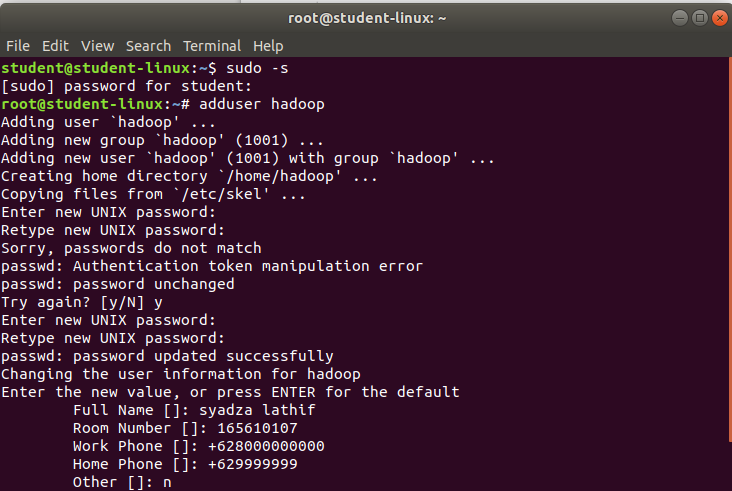 root@student-linux: ~
File Edit View Search Terminal Help
student@student-linux:~$ sudo -s
[sudo] password for student:
root@student-linux:~# adduser hadoop
Adding user `hadoop' ...
Adding new group `hadoop' (1001) ...
Adding new user `hadoop' (1001) with group `hadoop' ...
Creating home directory `/home/hadoop' ...
Copying files from `/etc/skel' ...
Enter new UNIX password:
Retype new UNIX password:
Sorry, passwords do not match
passwd: Authentication token manipulation error
passwd: password unchanged
Try again? [y/N] y
Enter new UNIX password:
Retype new UNIX password:
passwd: password updated successfully
Changing the user information for hadoop
Enter the new value, or press ENTER for the default
Full Name []: syadza lathif
Room Number []: 165610107
Work Phone []: +628000000000
Home Phone []: +629999999
Other []: n